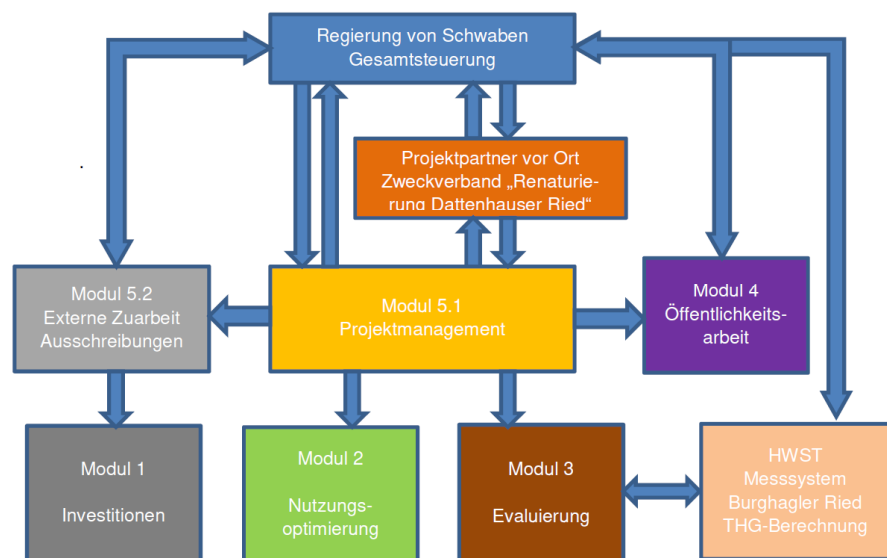 Regierung von Schwaben
Gesamtsteuerung
Projektpartner vor Ort
Zweckverband „Renaturie-
rung Dattenhauser Ried“
Modul 5.2
Externe Zuarbeit
Ausschreibungen
Modul 5.1
Projektmanagement
Modul 4
Öffentlichkeits-
arbeit
Modul 1
Investitionen
Modul 2
Nutzungs-
optimierung
Modul 3
Evaluierung
HWST
Messsystem
Burghagler Ried
THG-Berechnung